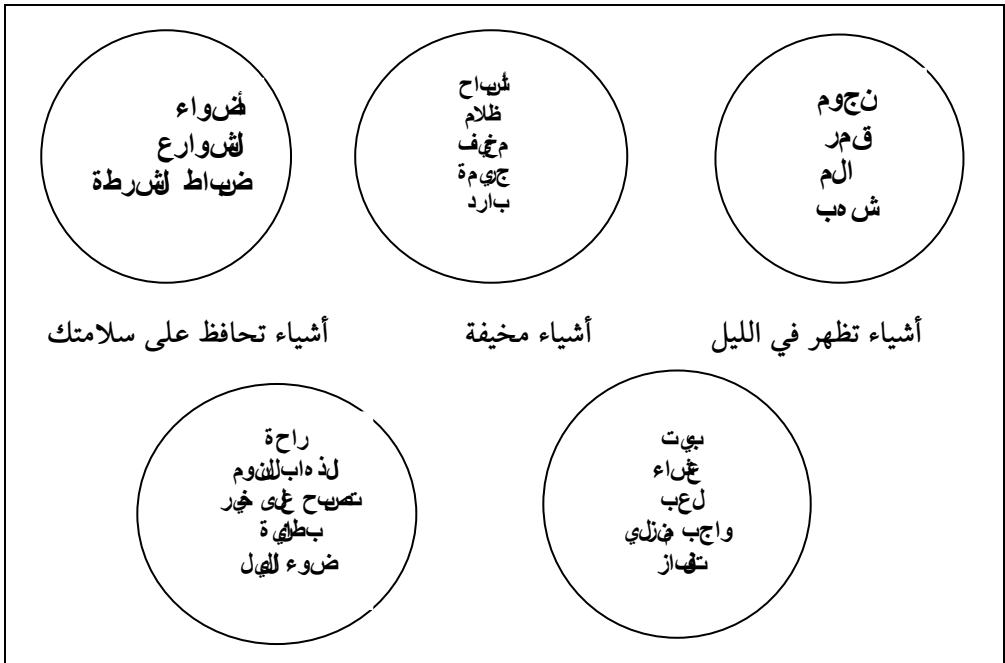 نجوم
قمر
الم
شهب
أشباح
ظلام
مخيف
جريمة
بارد
أضواء
الشوارع
ضباط الشرطة
أشياء تظهر في الليل
أشياء مخيفة
أشياء تحافظ على سلامتك
بيت
عشاء
لعب
واجب منزلي
تلفاز
راحة
الذهاب للنوم
تصبح على خير
بطانية
ضوء الليل